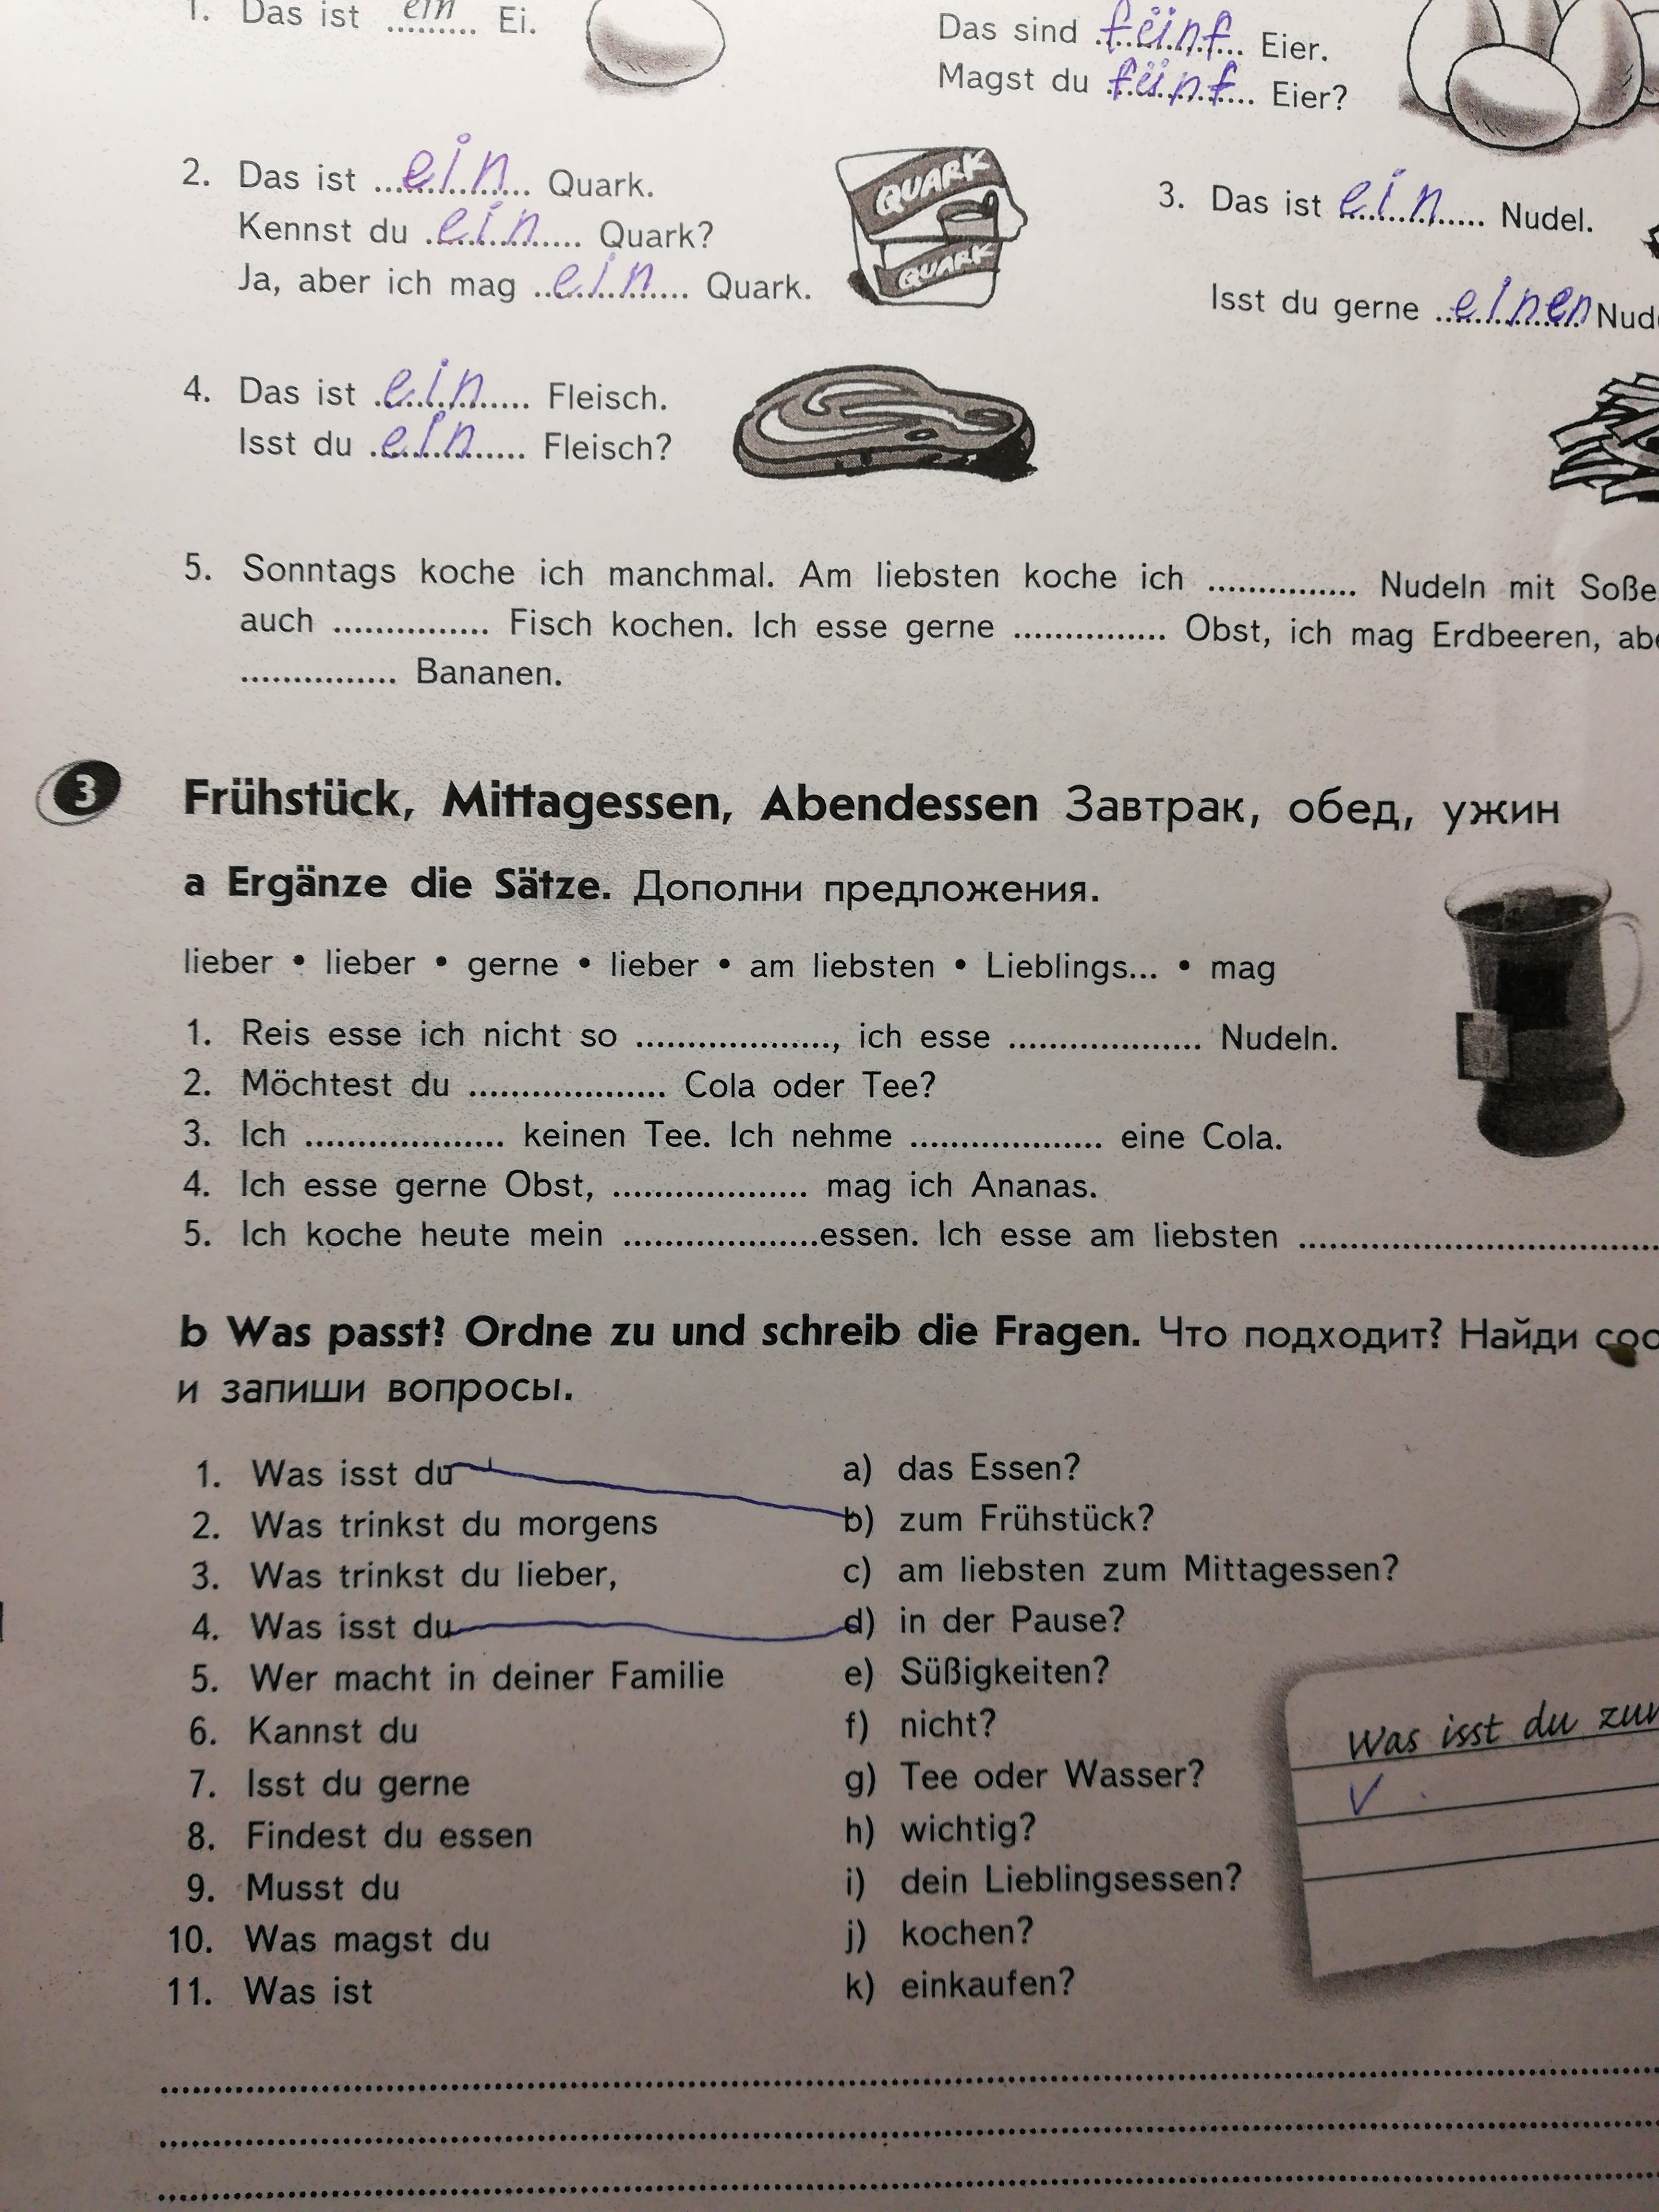 1. Das ist ein Ei.
Das sind fünf Eier.
Magst du fünf Eier?
2. Das ist ein Quark.
Kennst du ein Quark?
Ja, aber ich mag ein Quark.
QUARK
QUARK
3. Das ist ein Nudel.
Isst du gerne einen
4. Das ist ein Fleisch.
Isst du ein Fleisch?
5. Sonntags koche ich manchmal. Am liebsten koche ich ............... Nudeln mit Soße
auch ............... Fisch kochen. Ich esse gerne ............... Obst, ich mag Erdbeeren,
............... Bananen.
3 Frühstück, Mittagessen, Abendessen Завтрак, обед, ужин
a Ergänze die Sätze. Дополни предложения.
lieber • lieber • gerne • lieber • am liebsten • Lieblings... • mag
1. Reis esse ich nicht so ..................., ich esse ................... Nudeln.
2. Möchtest du ................... Cola oder Tee?
3. Ich ................... keinen Tee. Ich nehme ................... eine Cola.
4. Ich esse gerne Obst, ................... mag ich Ananas.
5. Ich koche heute mein ...................essen. Ich esse am liebsten ...................
b Was passt? Ordne zu und schreib die Fragen. Что подходит? Найди
и запиши вопросы.
1. Was isst du
2. Was trinkst du morgens
3. Was trinkst du lieber,
4. Was isst du
5. Wer macht in deiner Familie
6. Kannst du
7. Isst du gerne
8. Findest du essen
9. Musst du
10. Was magst du
11. Was ist
a) das Essen?
b) zum Frühstück?
c) am liebsten zum Mittagessen?
d) in der Pause?
e) Süßigkeiten?
f) nicht?
g) Tee oder Wasser?
h) wichtig?
i) dein Lieblingsessen?
j) kochen?
k) einkaufen?
Was isst du